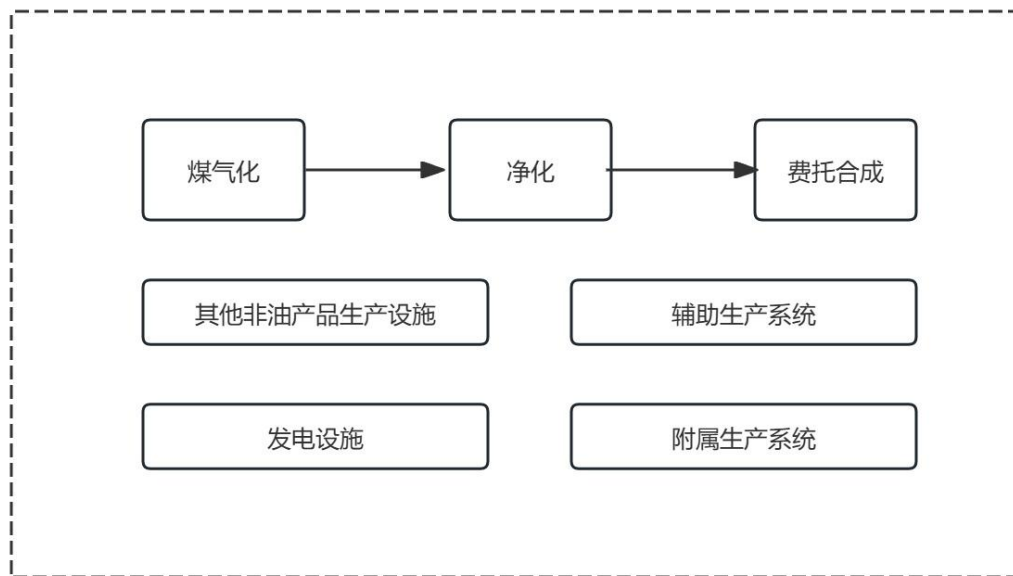 煤气化
净化
费托合成
其他非油产品生产设施
辅助生产系统
发电设施
附属生产系统